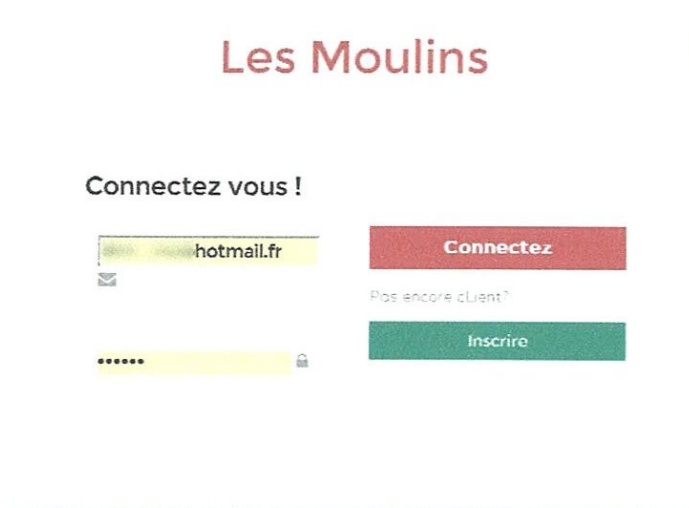 Les Moulins
Connectez vous !
hotmail.fr
••••••
Connectez
Pas encore client?
Inscrire